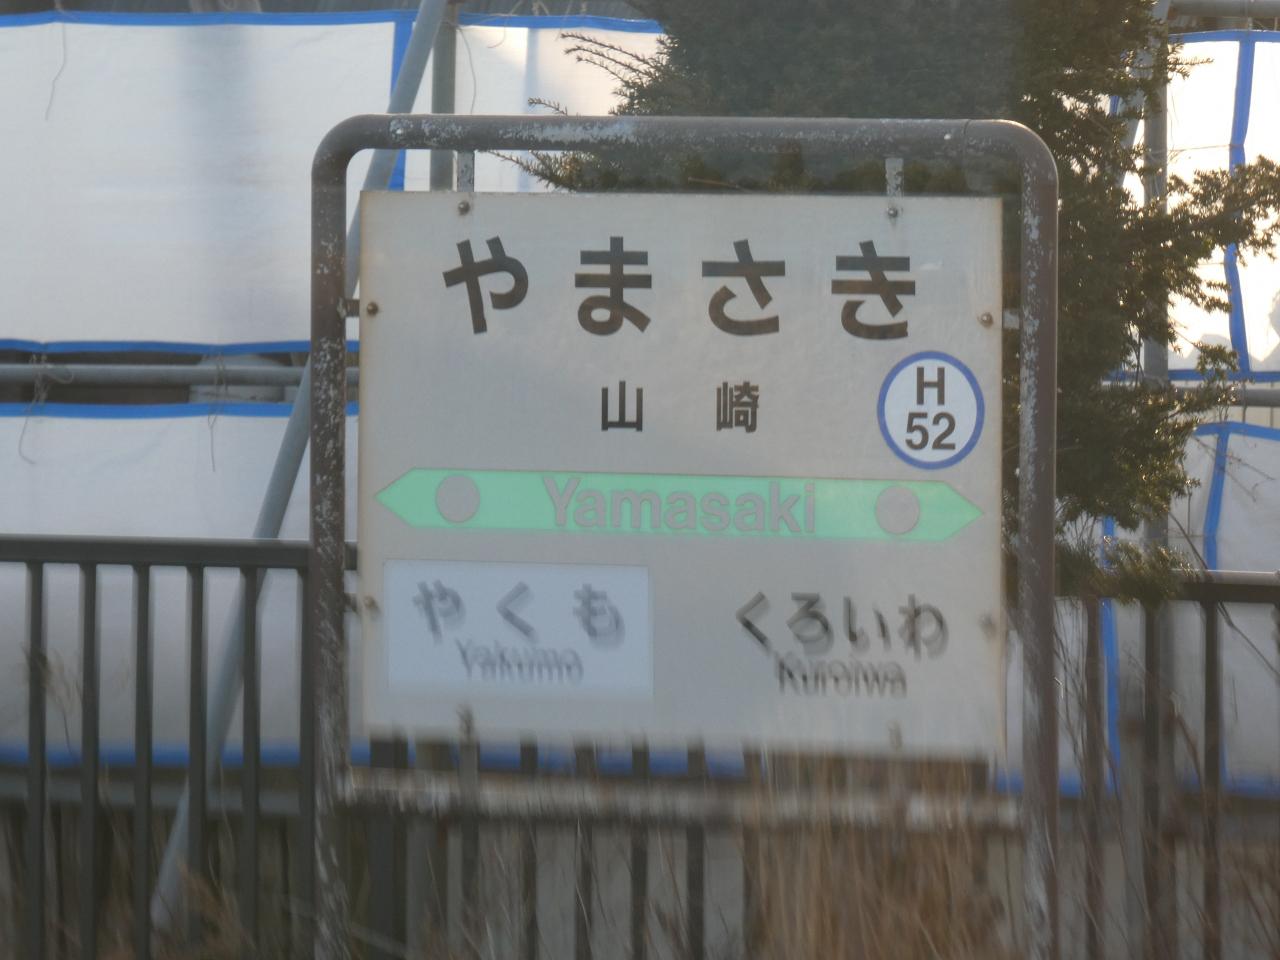 やまさき
山崎
H
52
Yamasaki
やくも くろいわ
Yakumo Kuroiwa